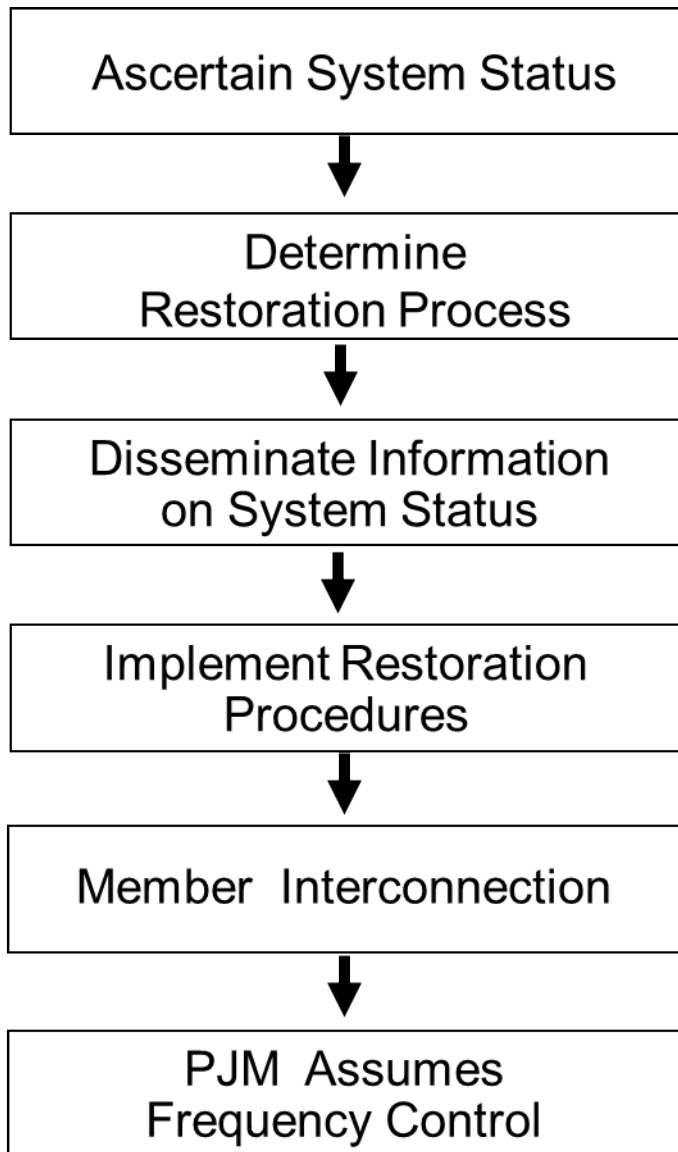 Ascertain System Status
Determine
Restoration Process
Disseminate Information
on System Status
Implement Restoration
Procedures
Member Interconnection
PJM Assumes
Frequency Control